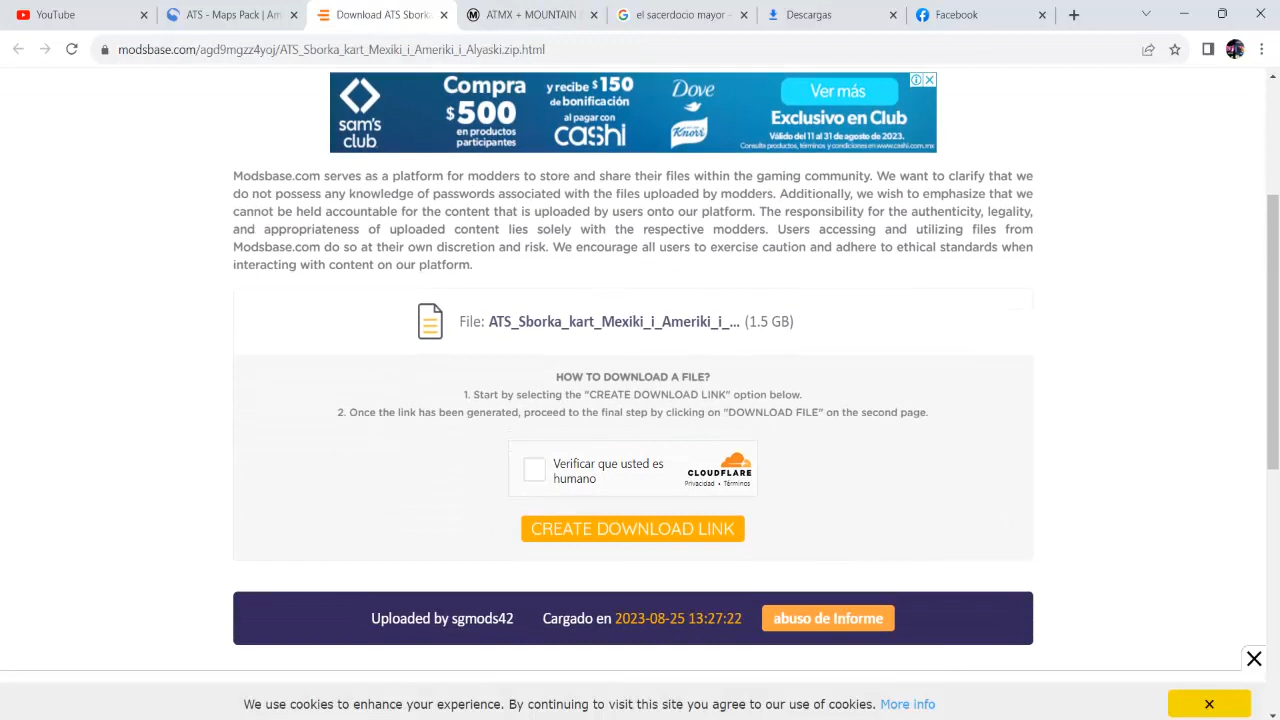 YouTube
ATS - Maps - Pack Am
Download ATS Sborka
ATMX + MOUNTAIN | Pa
el sacerdocio -
Descargas
Facebook
modsbase.com/agd9mgzz4yoj/ATS_Sborka_kart_Mexiki_i_Ameriki_i_Alyaski.zip.html
sam's club
Compra $500 en productos participantes
y recibe $150 de bonificación al pagar con cashi
Dove
Knorr
Ver más
Exclusivo en Club
Válido del 11 al 31 de agosto de 2023.
Consulta productos, términos y condiciones en www.cashi.com.mx
Modsbase.com serves as a platform for modders to store and share their files within the gaming community. We want to clarify that we
do not possess any knowledge of passwords associated with the files uploaded by modders. Additionally, we wish to emphasize that we
cannot be held accountable for the content that is uploaded by users onto our platform. The responsibility for the authenticity, legality,
and appropriateness of uploaded content lies solely with the respective modders. Users accessing and utilizing files from
Modsbase.com do so at their own discretion and risk. We encourage all users to exercise caution and adhere to ethical standards when
interacting with content on our platform.
File: ATS_Sborka_kart_Mexiki_i_Ameriki_i_... (1.5 GB)
HOW TO DOWNLOAD A FILE?
1. Start by selecting the "CREATE DOWNLOAD LINK" option below.
2. Once the link has been generated, proceed to the final step by clicking on "DOWNLOAD FILE" on the second page.
Verificar que usted es
humano
CLOUDFLARE
Privacidad • Términos
CREATE DOWNLOAD LINK
Uploaded by sgmods42 Cargado en 2023-08-25 13:27:22 abuso de Informe
We use cookies to enhance your experience. By continuing to visit this site you agree to our use of cookies. More info